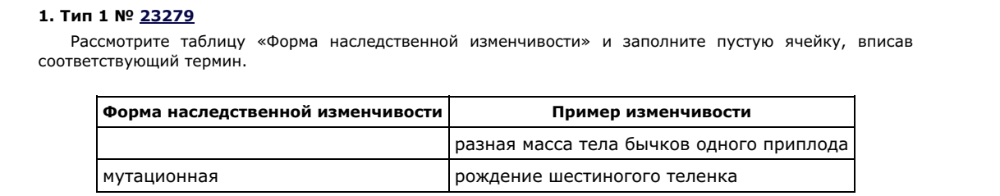 1. Тип 1 № 23279
Рассмотрите таблицу «Форма наследственной изменчивости» и заполните пустую ячейку, вписав
соответствующий термин.
Форма наследственной изменчивости Пример изменчивости
разная масса тела бычков одного приплода
мутационная рождение шестиногого теленка